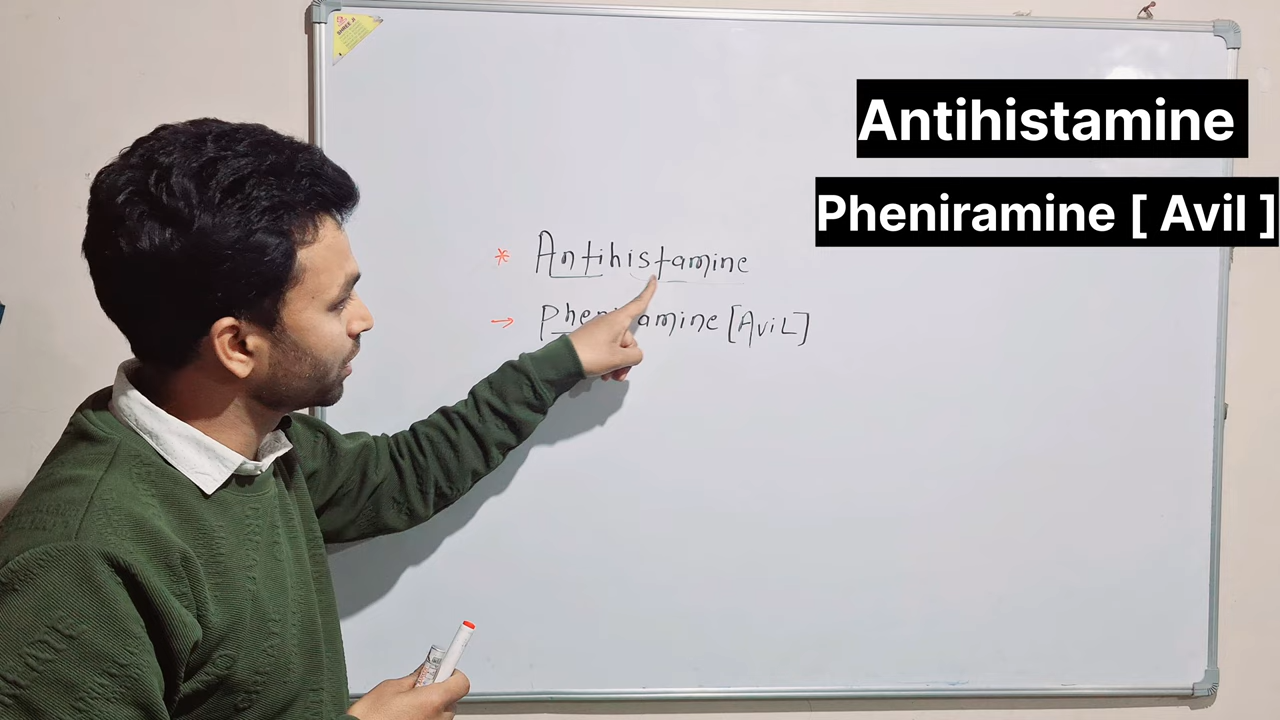 Antihistamine
Pheniramine [ Avil ]
* Antihistamine
→ Pheniramine [AviL]